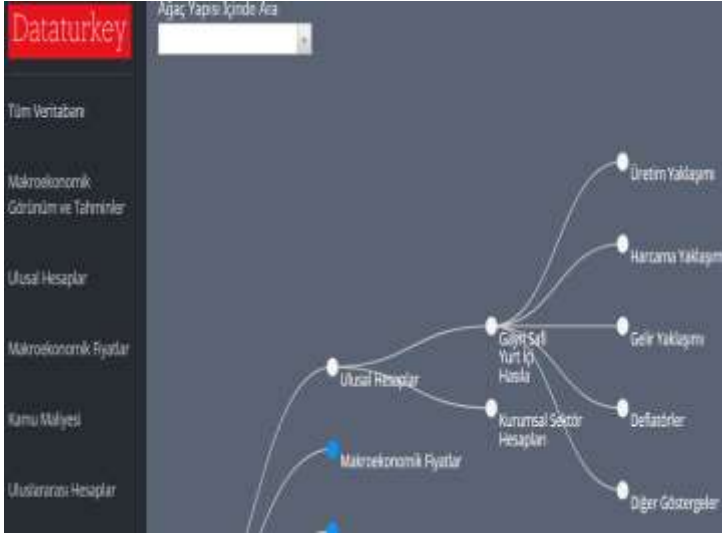 Dataturkey
Ağaç Yapısı İçinde Ara
Tüm Veritabanı
Makroekonomik
Görünüm ve Tahminler
Ulusal Hesaplar
Makroekonomik Fiyatlar
Kamu Maliyesi
Uluslararası Hesaplar
Üretim Yaklaşımı
Harcama Yaklaşım
Gayri Safi
Yurt İçi
Hasıla
Gelir Yaklaşımı
Ulusal Hesaplar
Kurumsal Sektör
Hesapları
Deflatörler
Makroekonomik Fiyatlar
Diğer Göstergeler